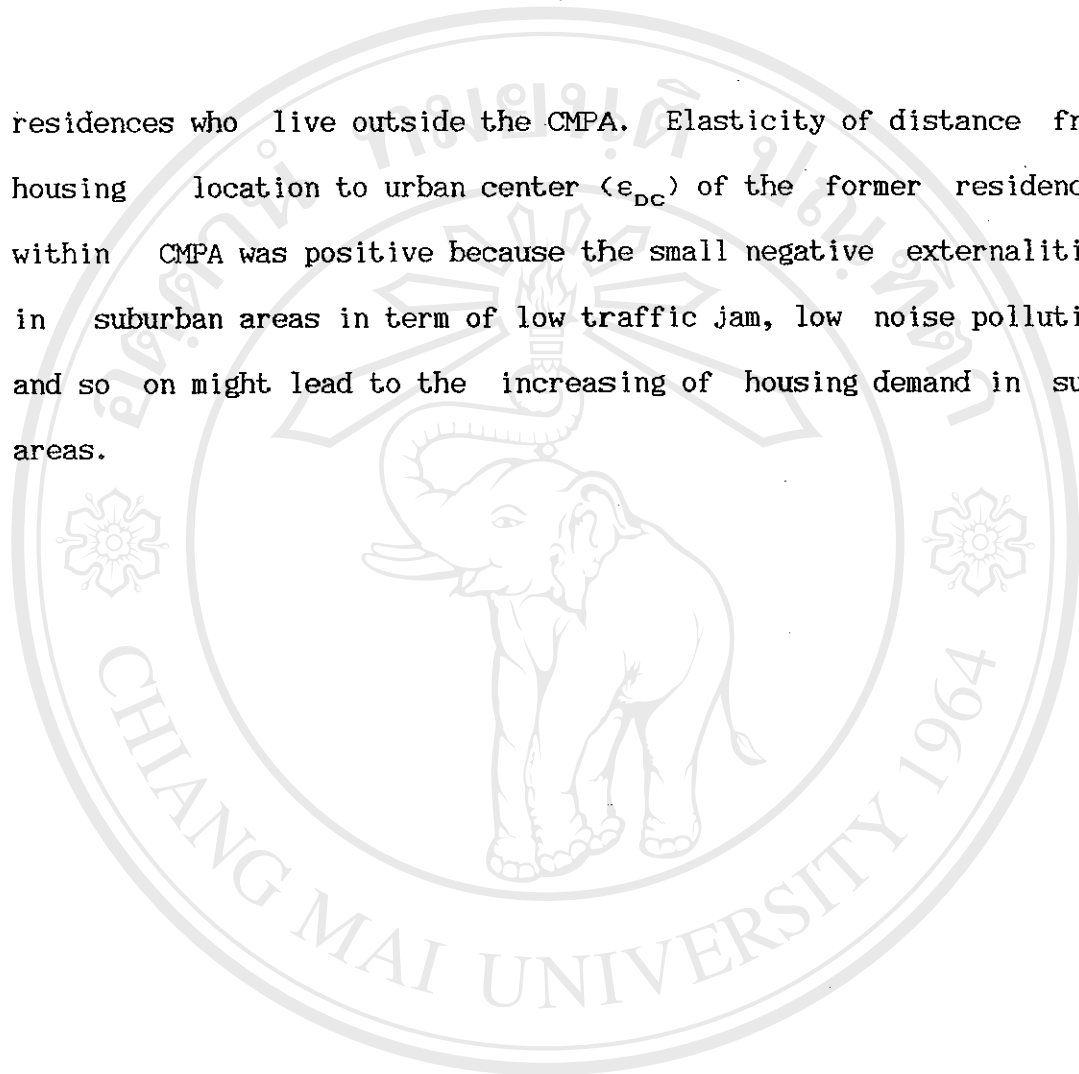 residences who live outside the CMPA. Elasticity of distance fr
housing location to urban center (ε_DC) of the former residenc
within CMPA was positive because the small negative externaliti
in suburban areas in term of low traffic jam, low noise polluti
and so on might lead to the increasing of housing demand in su
areas.
CHIANG MAI UNIVERSITY 1964